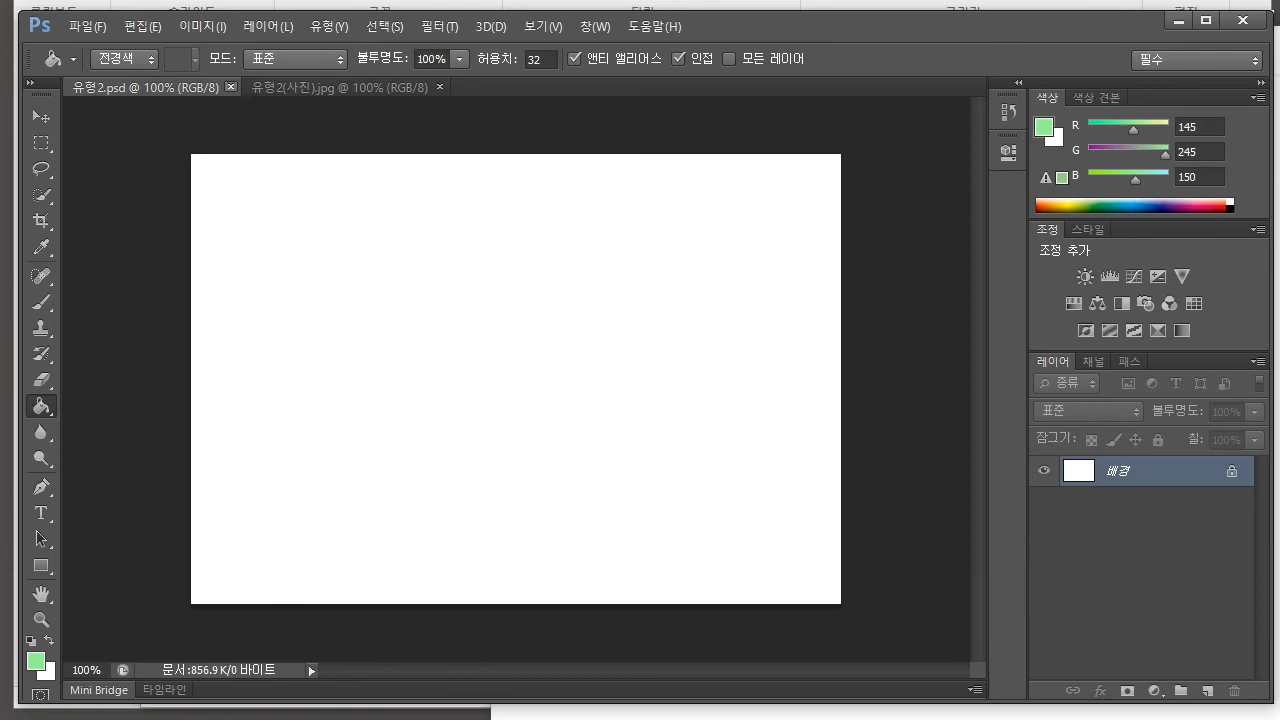 Ps 파일(F) 편집(E) 이미지(I) 레이어(L) 유형(Y) 선택(S) 필터(T) 3D(D) 보기(V) 창(W) 도움말(H)
전경색 모드: 표준 불투명도: 100% 허용치: 32 앤티 앨리어스 인접 모든 레이어 필수
유형2.psd @ 100% (RGB/8) 유형2(사진).jpg @ 100% (RGB/8)
색상 색상 견본
R 145
G 245
B 150
조정 스타일
조정 추가
레이어 채널 패스
종류
표준 불투명도: 100%
잠그기: 칠: 100%
배경
100% 문서:856.9 K/0 바이트
Mini Bridge 타임라인